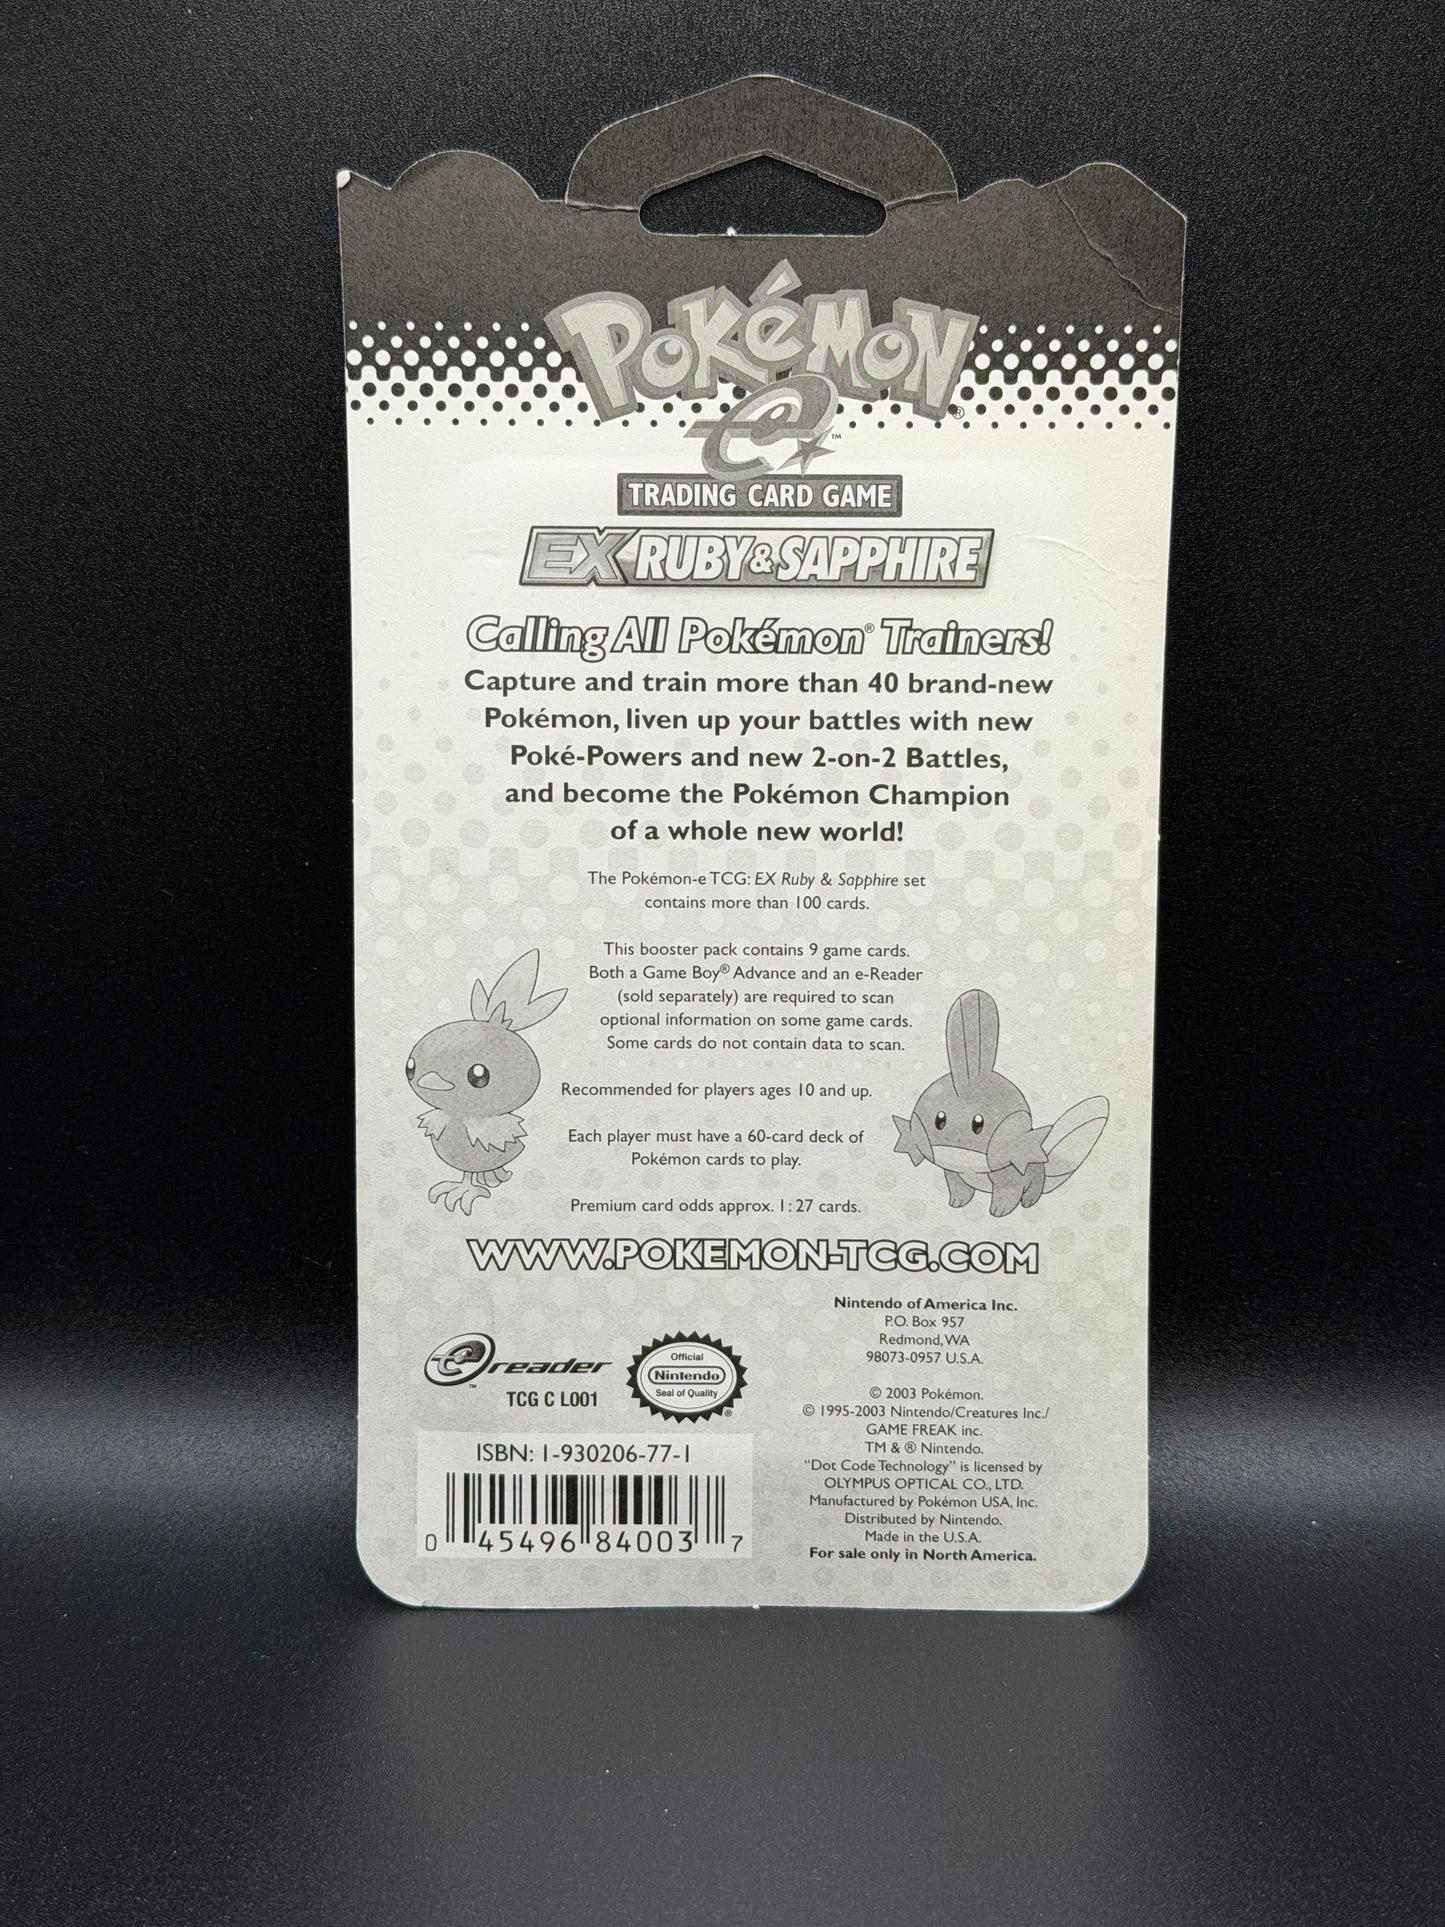 POKéMON®
e™
TRADING CARD GAME
EX RUBY & SAPPHIRE
Calling All Pokémon® Trainers!
Capture and train more than 40 brand-new
Pokémon, liven up your battles with new
Poké-Powers and new 2-on-2 Battles,
and become the Pokémon Champion
of a whole new world!
The Pokémon-e TCG: EX Ruby & Sapphire set
contains more than 100 cards.
This booster pack contains 9 game cards.
Both a Game Boy® Advance and an e-Reader
(sold separately) are required to scan
optional information on some game cards.
Some cards do not contain data to scan.
Recommended for players ages 10 and up.
Each player must have a 60-card deck of
Pokémon cards to play.
Premium card odds approx. 1:27 cards.
WWW.POKEMON-TCG.COM
e reader™
TCG C L001
Official
Nintendo
Seal of Quality
®
ISBN: 1-930206-77-1
0 45496 84003 7
Nintendo of America Inc.
P.O. Box 957
Redmond, WA
98073-0957 U.S.A.
© 2003 Pokémon.
© 1995-2003 Nintendo/Creatures Inc./
GAME FREAK inc.
TM & ® Nintendo.
“Dot Code Technology” is licensed by
OLYMPUS OPTICAL CO., LTD.
Manufactured by Pokémon USA, Inc.
Distributed by Nintendo.
Made in the U.S.A.
For sale only in North America.